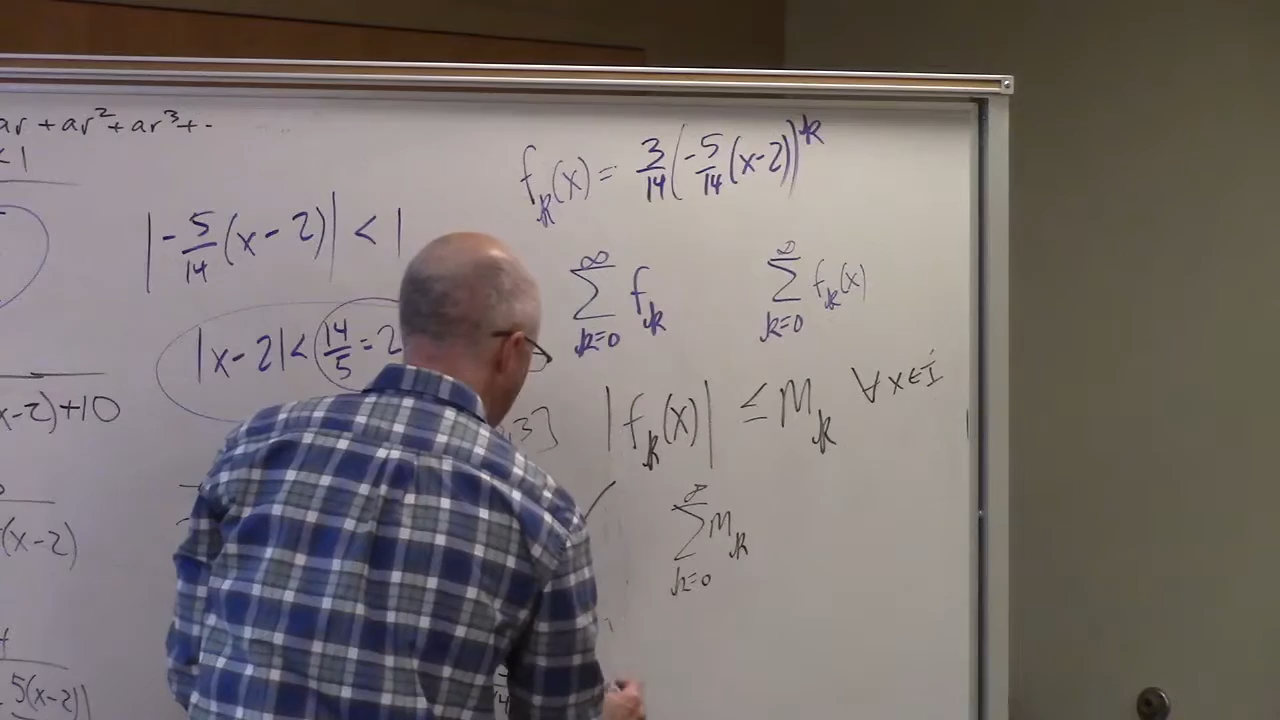 ar + ar² + ar³ + ..
< 1
|-5/14 (x-2)| < 1
|x-2| < 14/5 = 2
x-2)+10
(x-2)
5(x-2))
f_k(x) = 3/14 (-5/14 (x-2))^k
∑_{k=0}^∞ f_k
∑_{k=0}^∞ f_k(x)
,3]
|f_k(x)| ≤ M_k ∀ x ∈ I
∑_{k=0}^∞ M_k